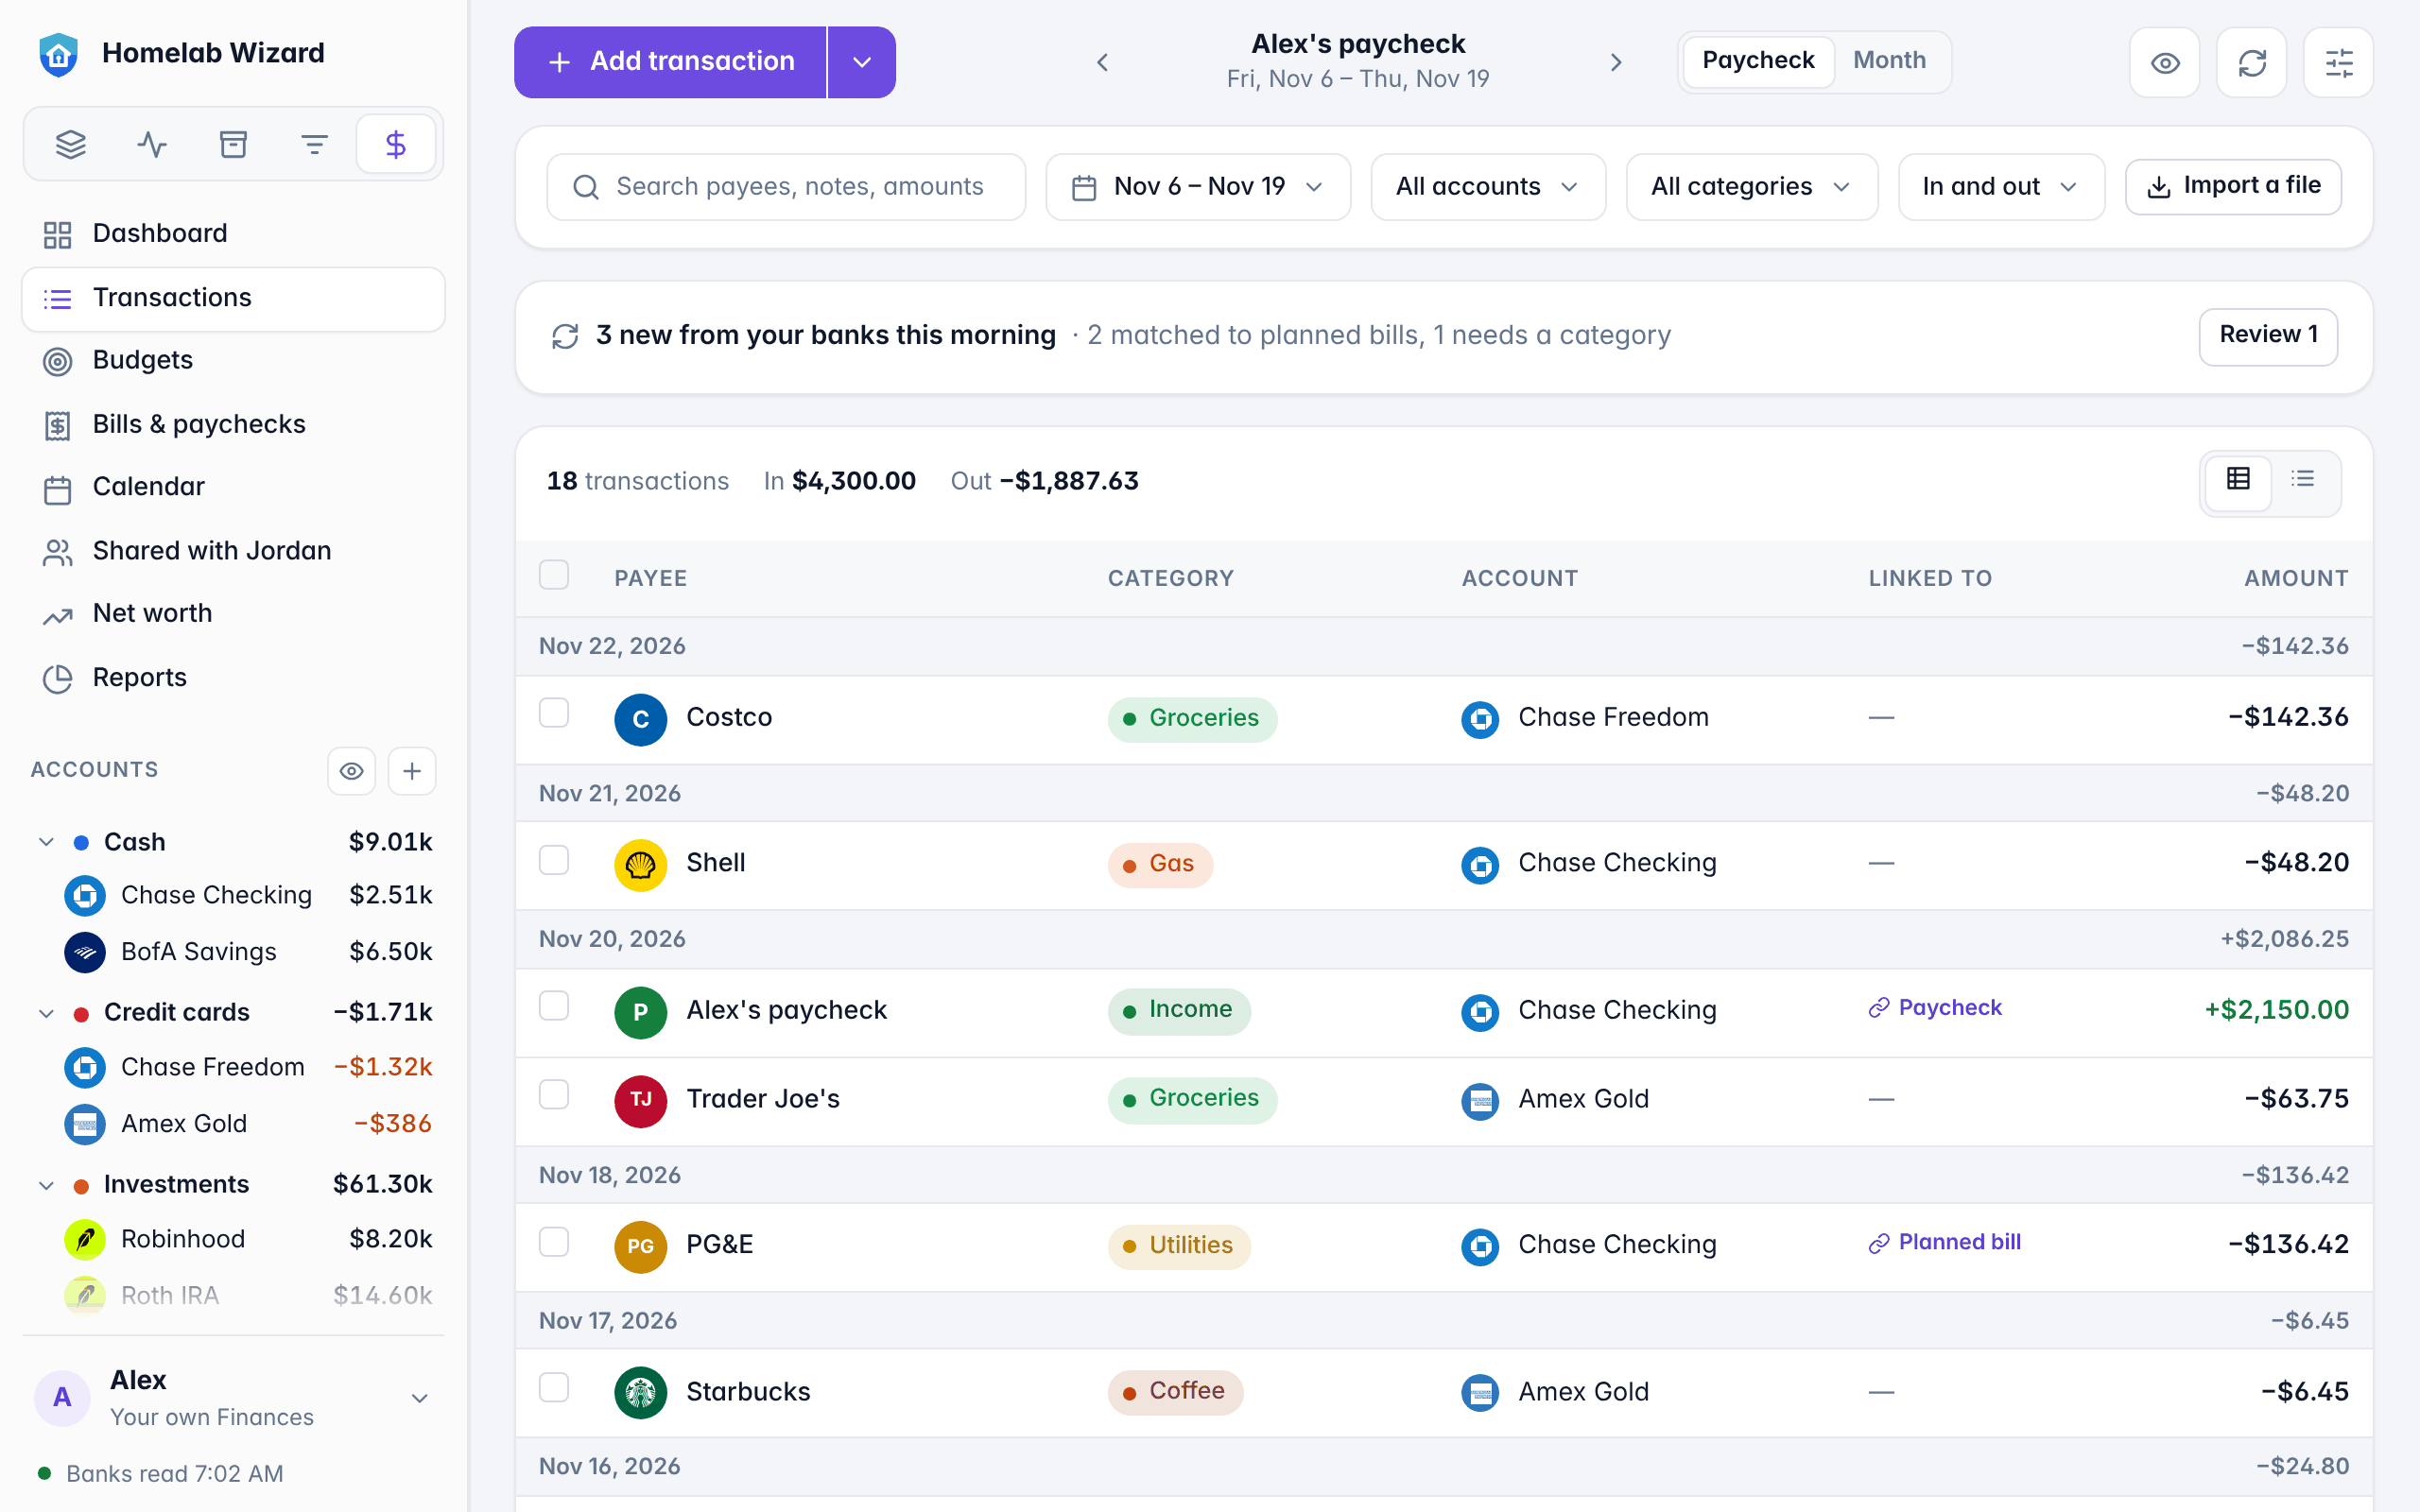 Homelab Wizard
Dashboard
Transactions
Budgets
Bills & paychecks
Calendar
Shared with Jordan
Net worth
Reports
ACCOUNTS
Cash $9.01k
Chase Checking $2.51k
BofA Savings $6.50k
Credit cards −$1.71k
Chase Freedom −$1.32k
Amex Gold −$386
Investments $61.30k
Robinhood $8.20k
Roth IRA $14.60k
A
Alex
Your own Finances
Banks read 7:02 AM
Add transaction
Alex's paycheck
Fri, Nov 6 – Thu, Nov 19
Paycheck Month
Search payees, notes, amounts
Nov 6 – Nov 19
All accounts
All categories
In and out
Import a file
3 new from your banks this morning · 2 matched to planned bills, 1 needs a category
Review 1
18 transactions In $4,300.00 Out −$1,887.63
PAYEE CATEGORY ACCOUNT LINKED TO AMOUNT
Nov 22, 2026 −$142.36
C Costco Groceries Chase Freedom — −$142.36
Nov 21, 2026 −$48.20
Shell Gas Chase Checking — −$48.20
Nov 20, 2026 +$2,086.25
P Alex's paycheck Income Chase Checking Paycheck +$2,150.00
TJ Trader Joe's Groceries Amex Gold — −$63.75
Nov 18, 2026 −$136.42
PG PG&E Utilities Chase Checking Planned bill −$136.42
Nov 17, 2026 −$6.45
Starbucks Coffee Amex Gold — −$6.45
Nov 16, 2026 −$24.80